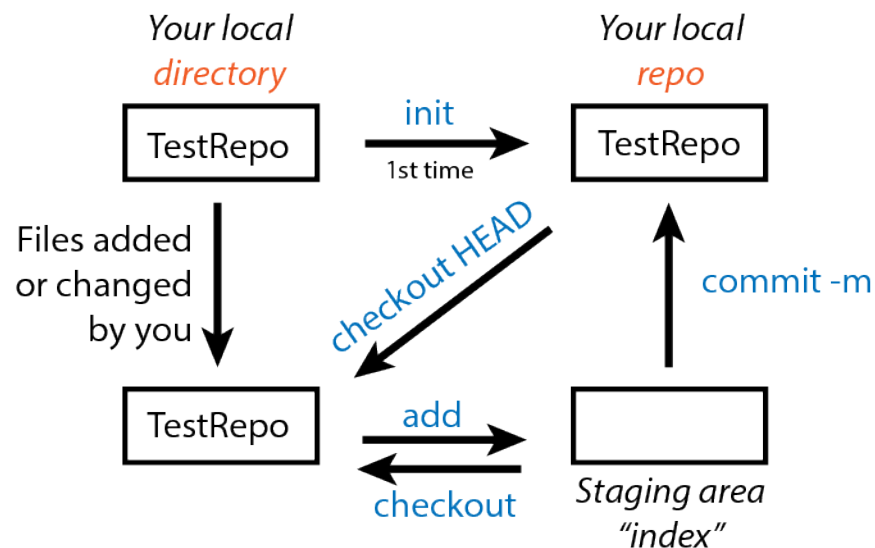 Your local
directory
Your local
repo
TestRepo
init
1st time
TestRepo
Files added
or changed
by you
checkout HEAD
commit -m
TestRepo
add
checkout
Staging area
“index”